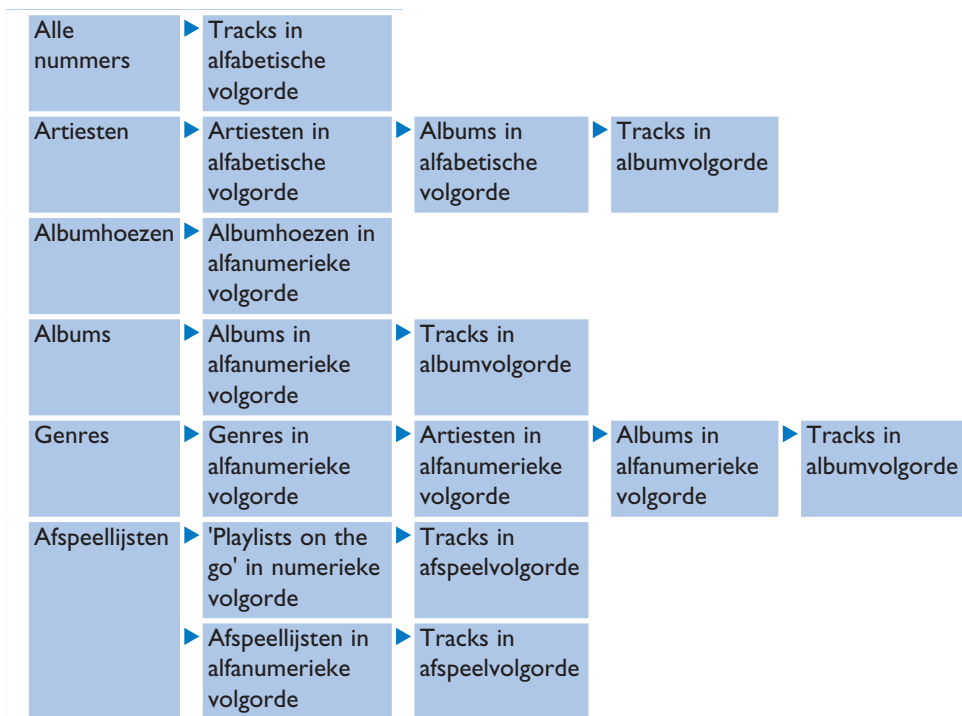 Alle
nummers
Tracks in
alfabetische
volgorde
Artiesten
Artiesten in
alfabetische
volgorde
Albums in
alfabetische
volgorde
Tracks in
albumvolgorde
Albumhoezen
Albumhoezen in
alfanumerieke
volgorde
Albums
Albums in
alfanumerieke
volgorde
Tracks in
albumvolgorde
Genres
Genres in
alfanumerieke
volgorde
Artiesten in
alfanumerieke
volgorde
Albums in
alfanumerieke
volgorde
Tracks in
albumvolgorde
Afspeellijsten
'Playlists on the
go' in numerieke
volgorde
Tracks in
afspeelvolgorde
Afspeellijsten in
alfanumerieke
volgorde
Tracks in
afspeelvolgorde